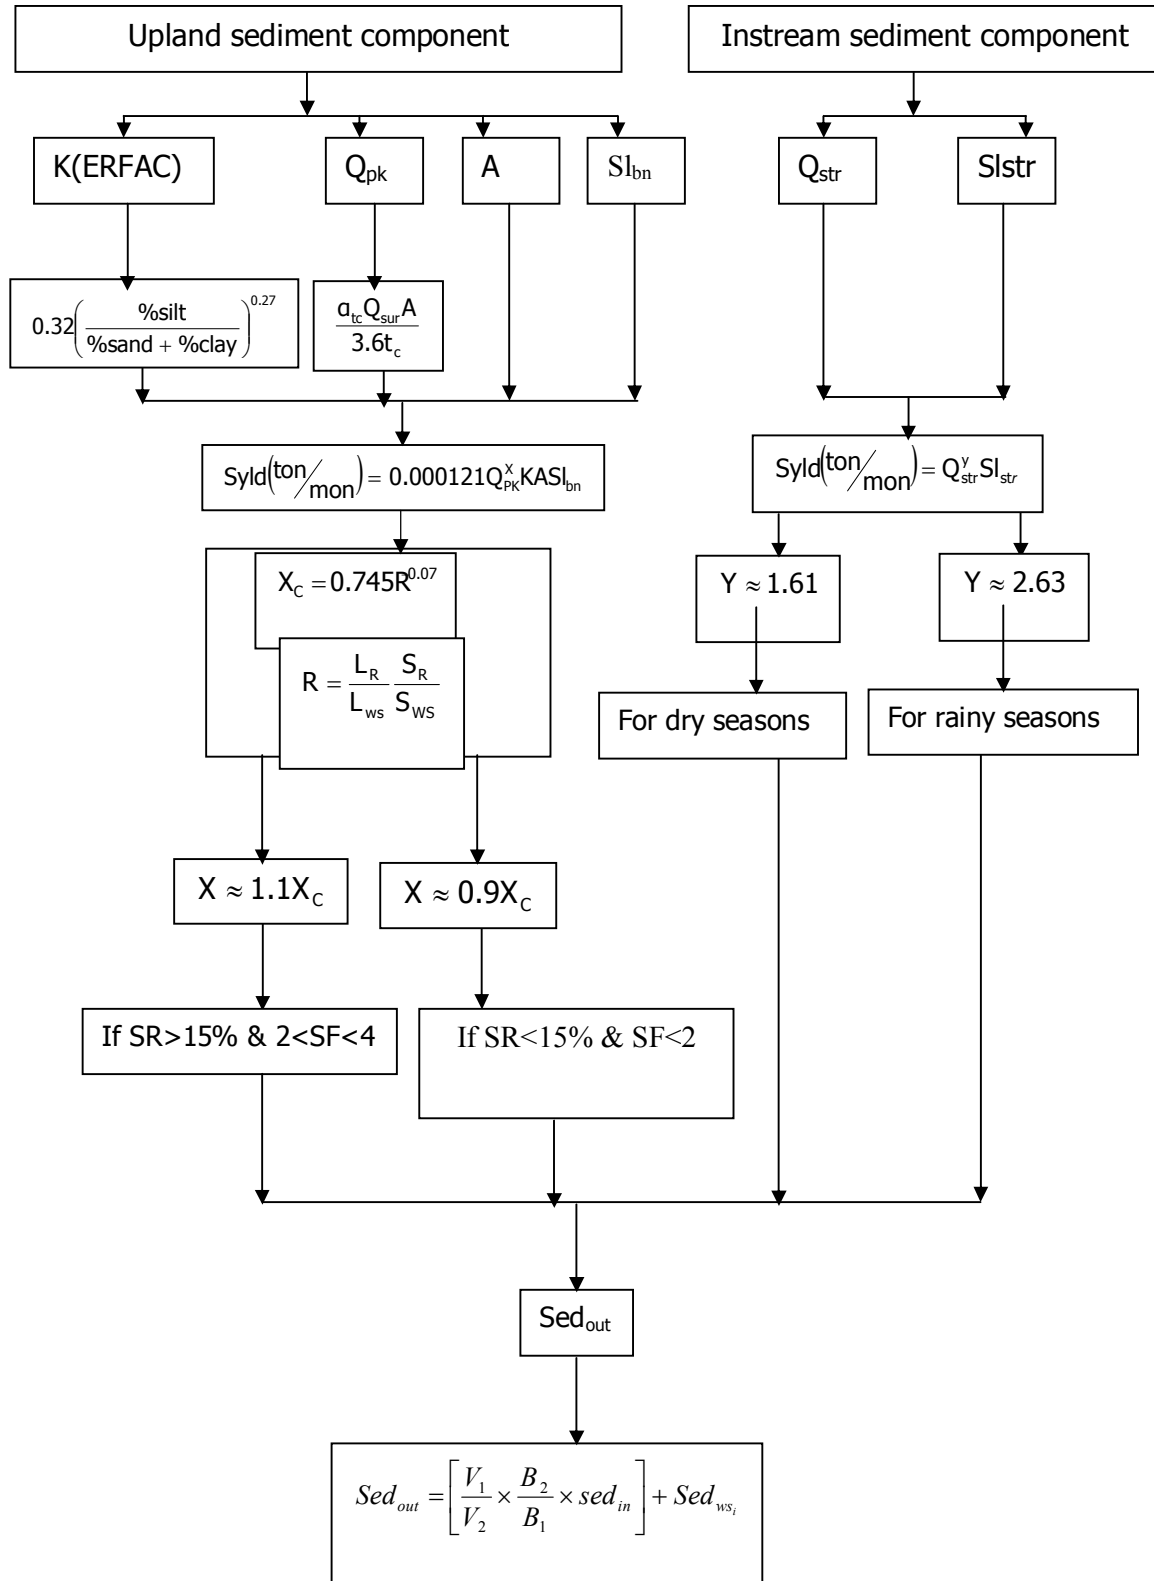 Upland sediment component
Instream sediment component
K(ERFAC)
Q_pk
A
Sl_bn
Q_str
Slstr
0.32(%silt / (%sand + %clay))^0.27
ɑ_tc Q_sur A / 3.6t_c
Syld(ton/mon) = 0.000121Q_PK^x KASl_bn
Syld(ton/mon) = Q_str^y Sl_str
X_C = 0.745R^0.07
R = L_R/L_ws S_R/S_WS
Y ≈ 1.61
Y ≈ 2.63
For dry seasons
For rainy seasons
X ≈ 1.1X_C
X ≈ 0.9X_C
If SR>15% & 2<SF<4
If SR<15% & SF<2
Sed_out
Sed_out = [V_1/V_2 × B_2/B_1 × sed_in] + Sed_ws_i